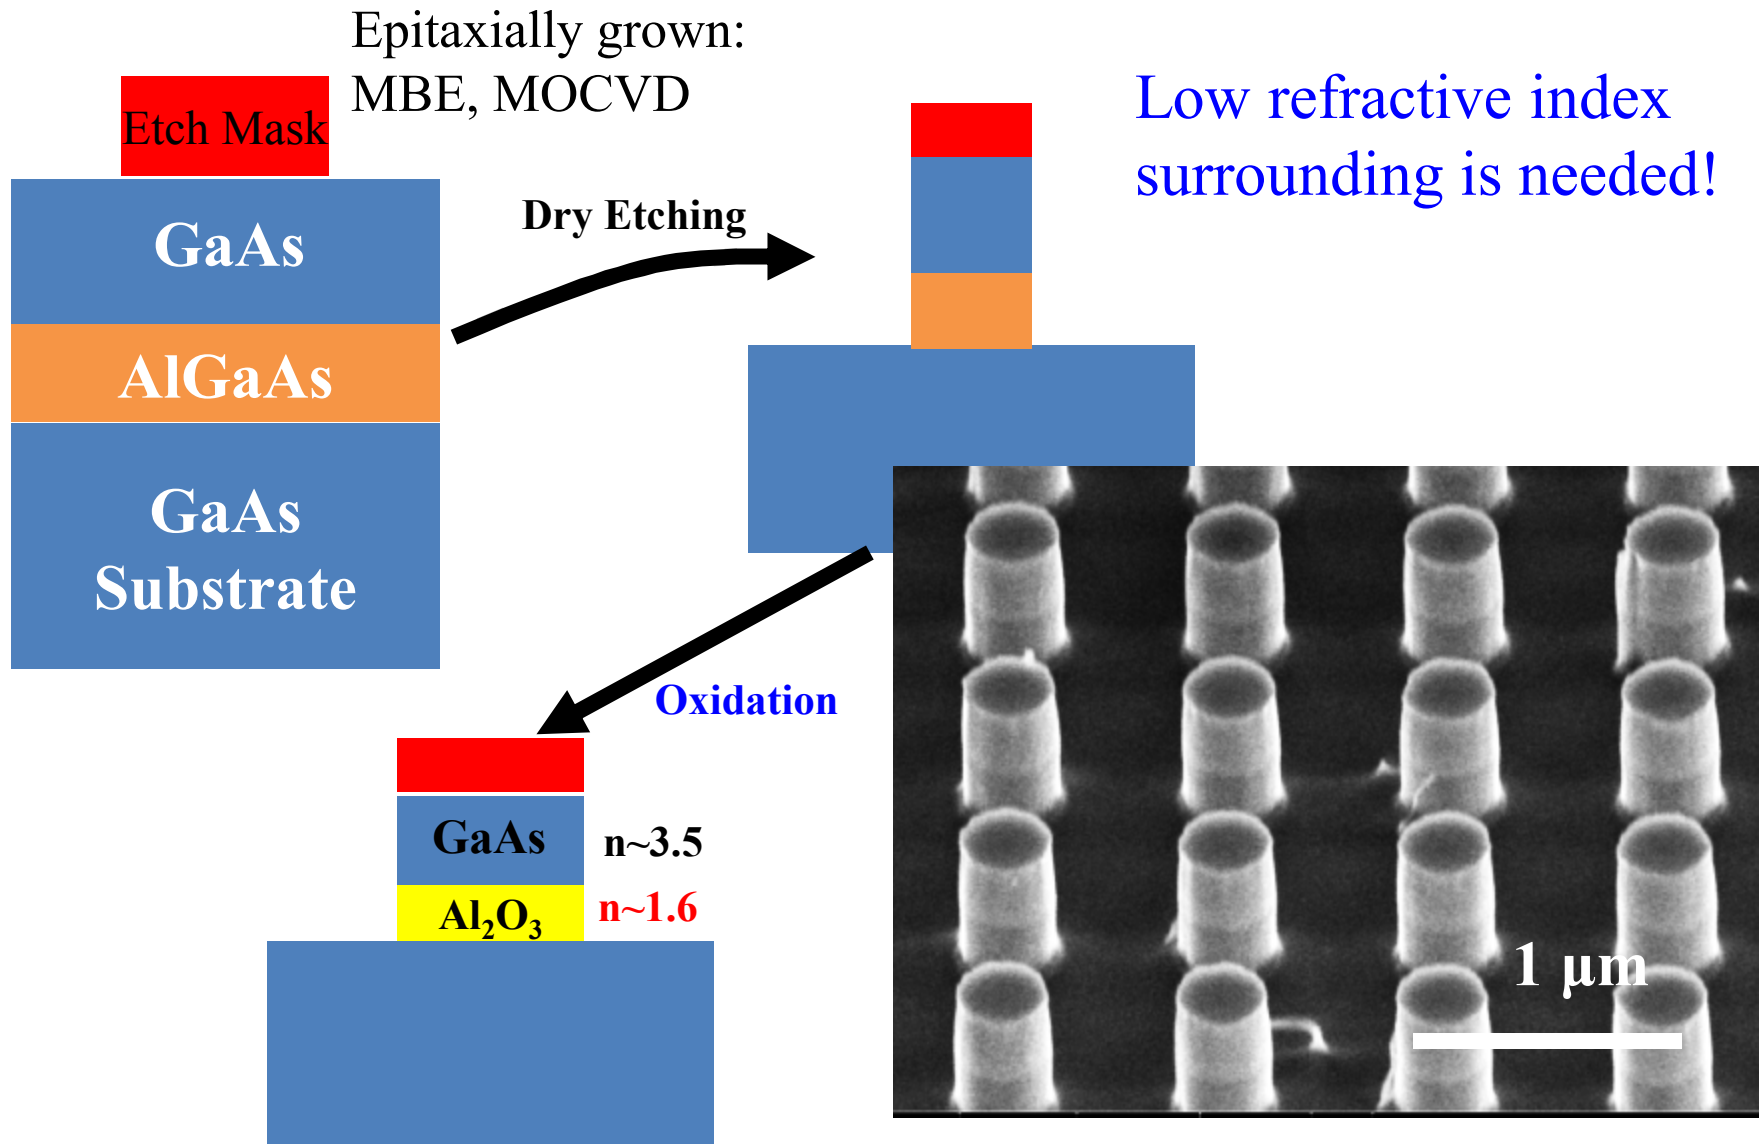 Epitaxially grown:
MBE, MOCVD
Etch Mask
GaAs
AlGaAs
GaAs
Substrate
Dry Etching
Low refractive index
surrounding is needed!
Oxidation
GaAs
n~3.5
Al₂O₃
n~1.6
1 μm